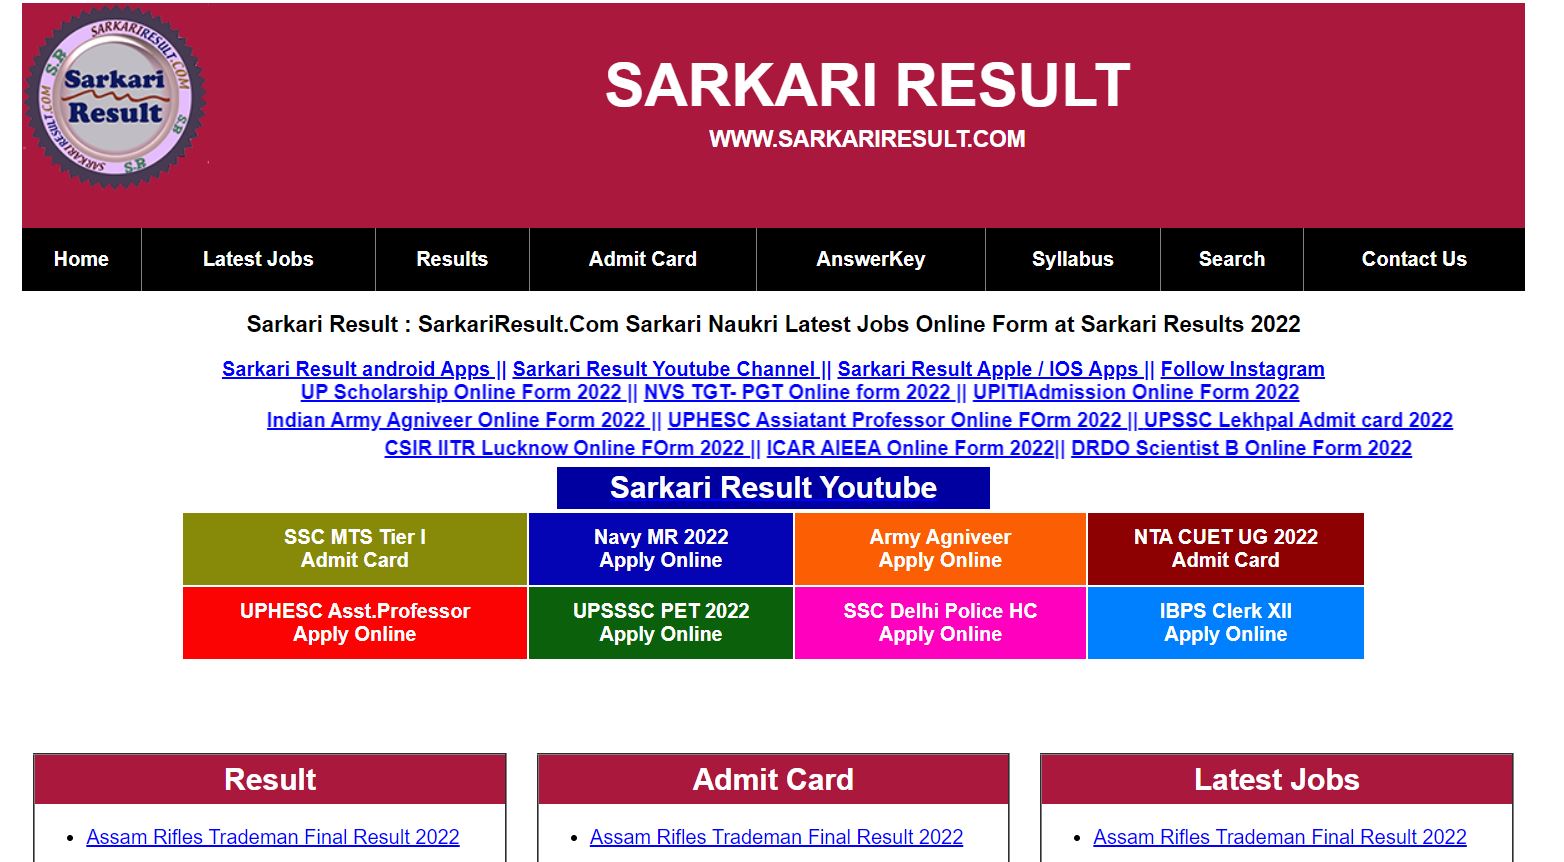 SARKARIRESULT.COM
S.R
Sarkari
Result
S.R
SARKARIRESULT.COM
S.R
SARKARI RESULT
WWW.SARKARIRESULT.COM
Home Latest Jobs Results Admit Card AnswerKey Syllabus Search Contact Us
Sarkari Result : SarkariResult.Com Sarkari Naukri Latest Jobs Online Form at Sarkari Results 2022
Sarkari Result android Apps || Sarkari Result Youtube Channel || Sarkari Result Apple / IOS Apps || Follow Instagram
UP Scholarship Online Form 2022 || NVS TGT- PGT Online form 2022 || UPITIAdmission Online Form 2022
Indian Army Agniveer Online Form 2022 || UPHESC Assiatant Professor Online FOrm 2022 || UPSSC Lekhpal Admit card 2022
CSIR IITR Lucknow Online FOrm 2022 || ICAR AIEEA Online Form 2022|| DRDO Scientist B Online Form 2022
Sarkari Result Youtube
SSC MTS Tier I Navy MR 2022 Army Agniveer NTA CUET UG 2022
Admit Card Apply Online Apply Online Admit Card
UPHESC Asst.Professor UPSSSC PET 2022 SSC Delhi Police HC IBPS Clerk XII
Apply Online Apply Online Apply Online Apply Online
Result Admit Card Latest Jobs
• Assam Rifles Trademan Final Result 2022 • Assam Rifles Trademan Final Result 2022 • Assam Rifles Trademan Final Result 2022